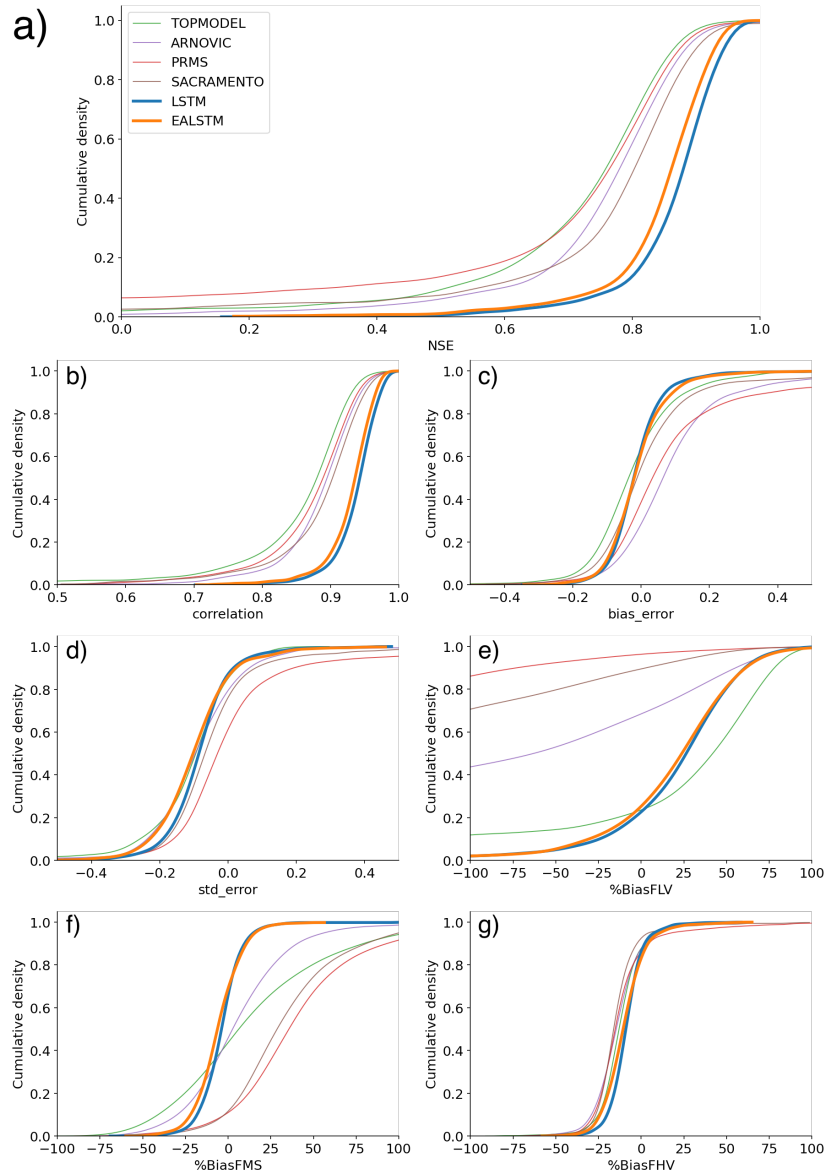 a)
TOPMODEL
ARNOVIC
PRMS
SACRAMENTO
LSTM
EALSTM
Cumulative density
1.0
0.8
0.6
0.4
0.2
0.0
0.0 0.2 0.4 0.6 0.8 1.0
NSE
b)
Cumulative density
1.0
0.8
0.6
0.4
0.2
0.0
0.5 0.6 0.7 0.8 0.9 1.0
correlation
c)
Cumulative density
1.0
0.8
0.6
0.4
0.2
0.0
−0.4 −0.2 0.0 0.2 0.4
bias_error
d)
Cumulative density
1.0
0.8
0.6
0.4
0.2
0.0
−0.4 −0.2 0.0 0.2 0.4
std_error
e)
Cumulative density
1.0
0.8
0.6
0.4
0.2
0.0
−100 −75 −50 −25 0 25 50 75 100
%BiasFLV
f)
Cumulative density
1.0
0.8
0.6
0.4
0.2
0.0
−100 −75 −50 −25 0 25 50 75 100
%BiasFMS
g)
Cumulative density
1.0
0.8
0.6
0.4
0.2
0.0
−100 −75 −50 −25 0 25 50 75 100
%BiasFHV